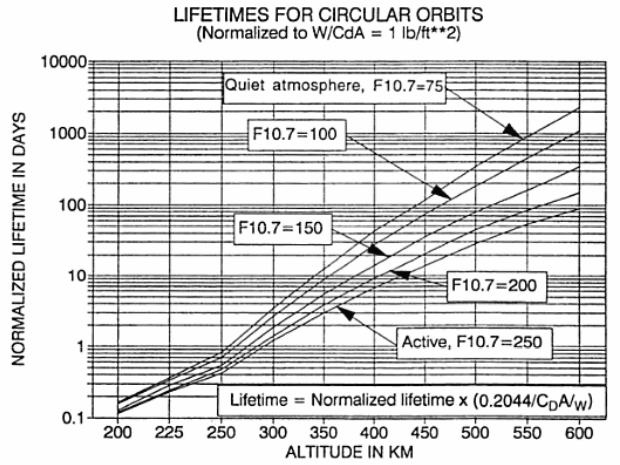 LIFETIMES FOR CIRCULAR ORBITS
(Normalized to W/CdA = 1 lb/ft**2)
NORMALIZED LIFETIME IN DAYS
10000
1000
100
10
1
0.1
Quiet atmosphere, F10.7=75
F10.7=100
F10.7=150
F10.7=200
Active, F10.7=250
Lifetime = Normalized lifetime x (0.2044/CDA/W)
200 225 250 300 350 400 450 500 550 600
ALTITUDE IN KM